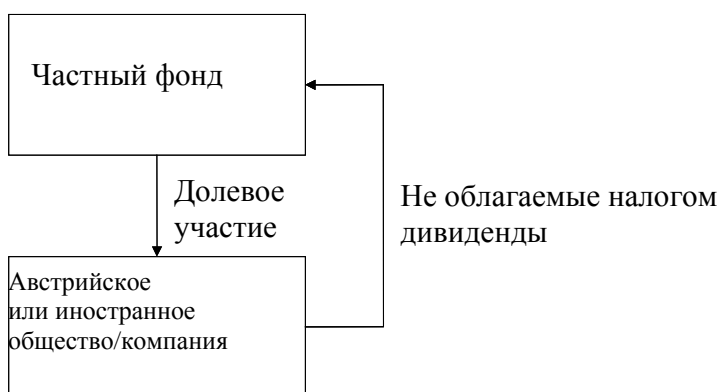 Частный фонд
Долевое
участие
Не облагаемые налогом
дивиденды
Австрийское
или иностранное
общество/компания